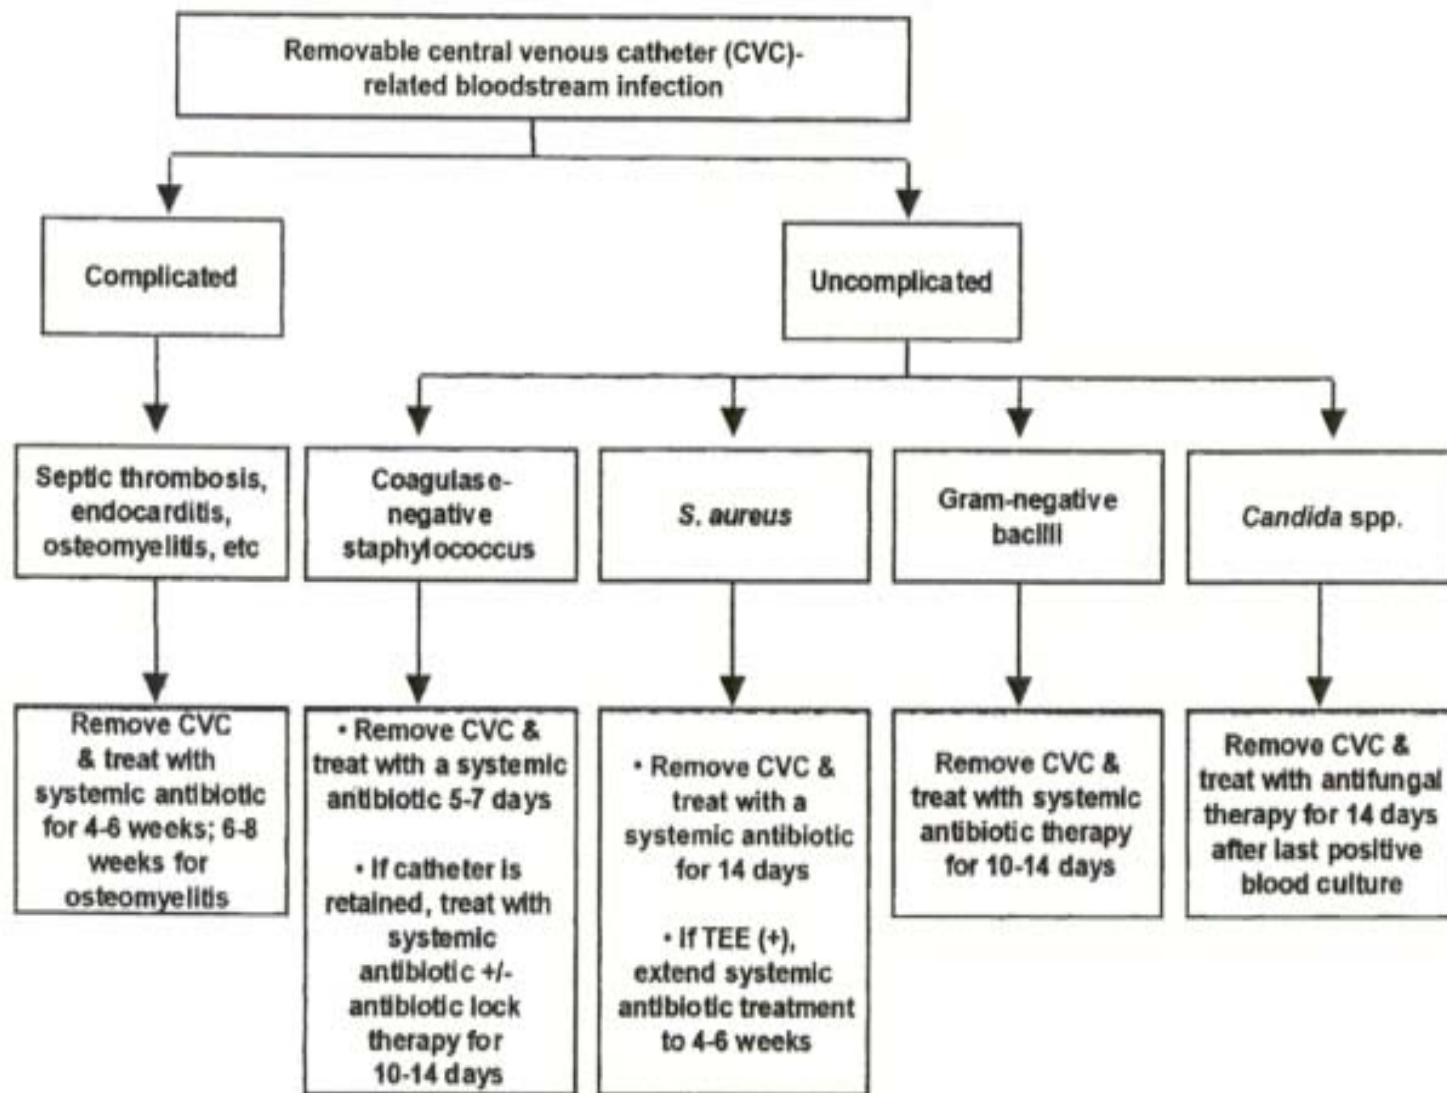 Removable central venous catheter (CVC)-
related bloodstream infection
Complicated
Uncomplicated
Septic thrombosis,
endocarditis,
osteomyelitis, etc
Coagulase-
negative
staphylococcus
S. aureus
Gram-negative
bacilli
Candida spp.
Remove CVC
& treat with
systemic antibiotic
for 4-6 weeks; 6-8
weeks for
osteomyelitis
• Remove CVC &
treat with a systemic
antibiotic 5-7 days
• If catheter is
retained, treat with
systemic
antibiotic +/-
antibiotic lock
therapy for
10-14 days
• Remove CVC &
treat with a
systemic antibiotic
for 14 days
• If TEE (+),
extend systemic
antibiotic treatment
to 4-6 weeks
Remove CVC &
treat with systemic
antibiotic therapy
for 10-14 days
Remove CVC &
treat with antifungal
therapy for 14 days
after last positive
blood culture